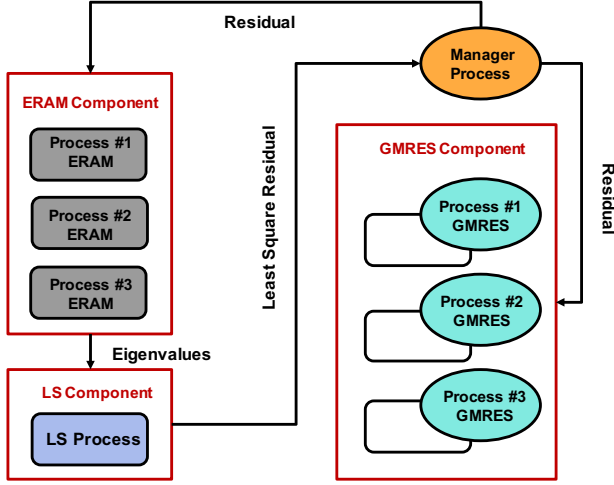 Residual
Manager
Process
ERAM Component
Process #1
ERAM
Process #2
ERAM
Process #3
ERAM
Eigenvalues
LS Component
LS Process
Least Square Residual
GMRES Component
Process #1
GMRES
Process #2
GMRES
Process #3
GMRES
Residual